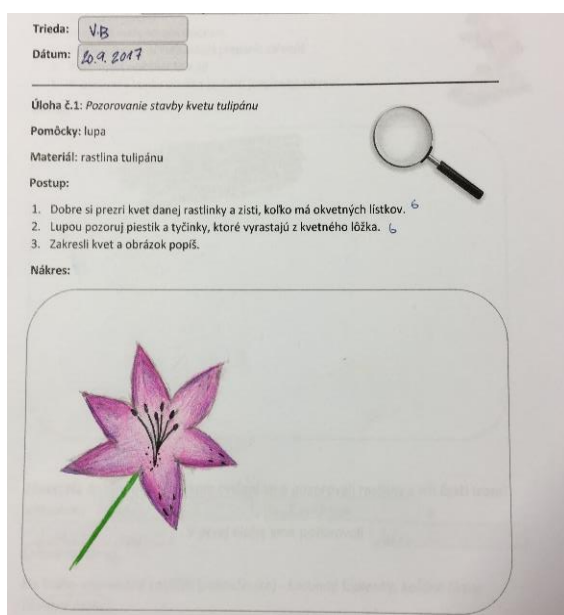 Trieda: V.B
Dátum: 20.9. 2017
Úloha č.1: Pozorovanie stavby kvetu tulipánu
Pomôcky: lupa
Materiál: rastlina tulipánu
Postup:
1. Dobre si prezri kvet danej rastlinky a zisti, koľko má okvetných lístkov. 6
2. Lupou pozoruj piestik a tyčinky, ktoré vyrastajú z kvetného lôžka. 6
3. Zakresli kvet a obrázok popíš.
Nákres: